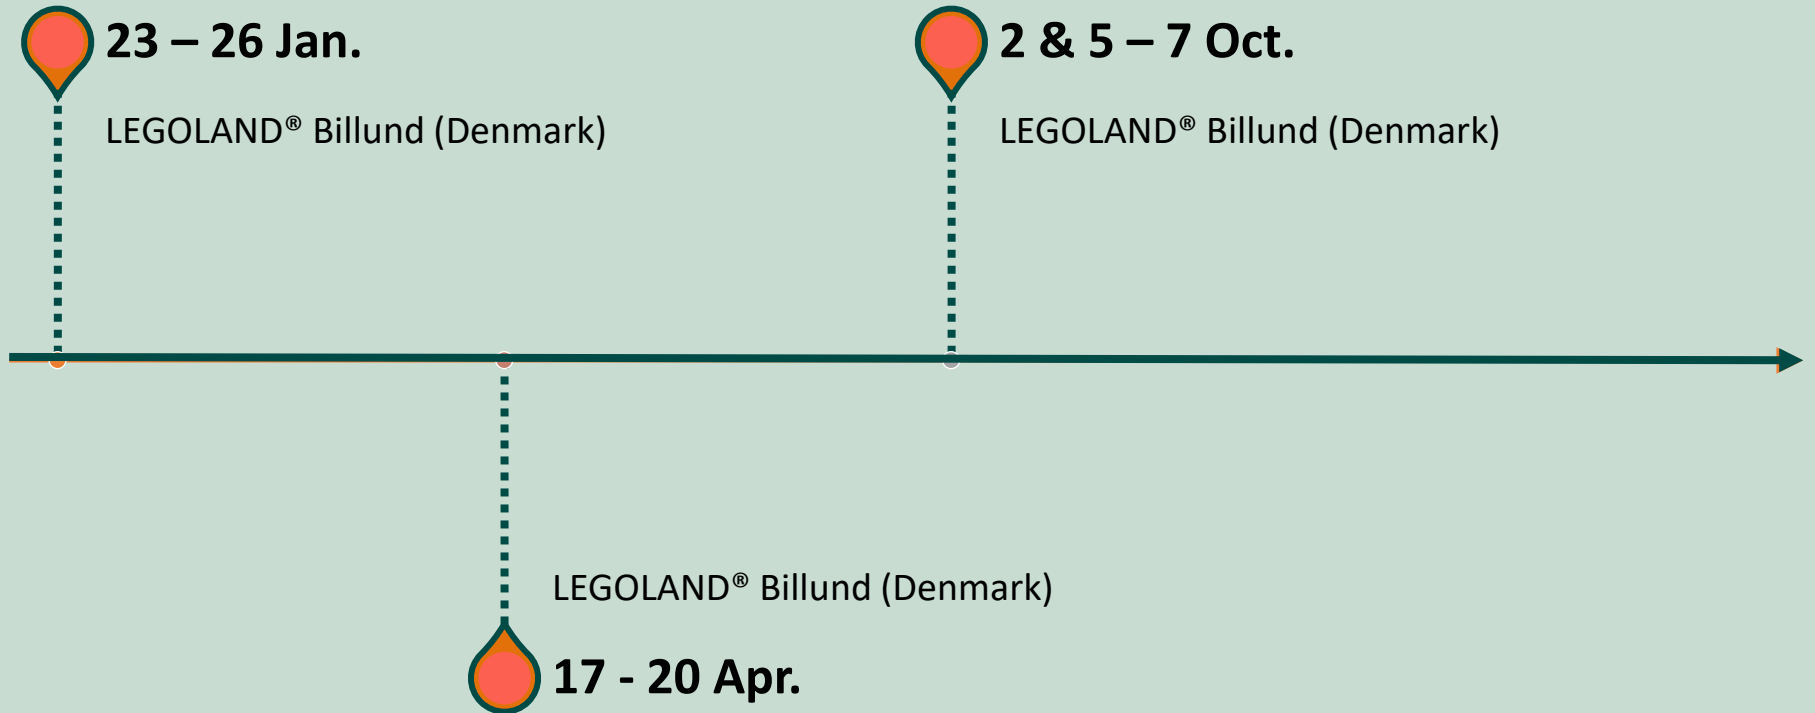 23 – 26 Jan.
LEGOLAND® Billund (Denmark)
2 & 5 – 7 Oct.
LEGOLAND® Billund (Denmark)
LEGOLAND® Billund (Denmark)
17 - 20 Apr.